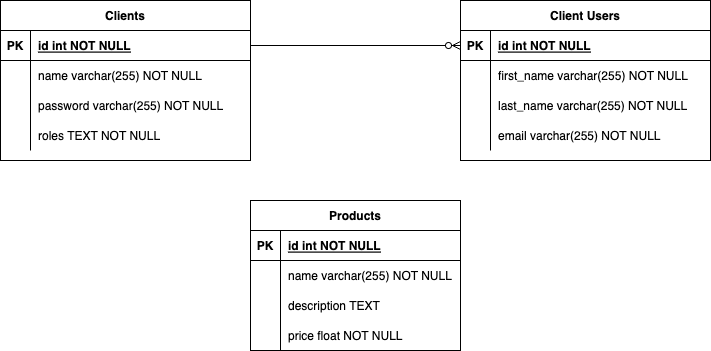 Clients
PK id int NOT NULL
name varchar(255) NOT NULL
password varchar(255) NOT NULL
roles TEXT NOT NULL
Client Users
PK id int NOT NULL
first_name varchar(255) NOT NULL
last_name varchar(255) NOT NULL
email varchar(255) NOT NULL
Products
PK id int NOT NULL
name varchar(255) NOT NULL
description TEXT
price float NOT NULL